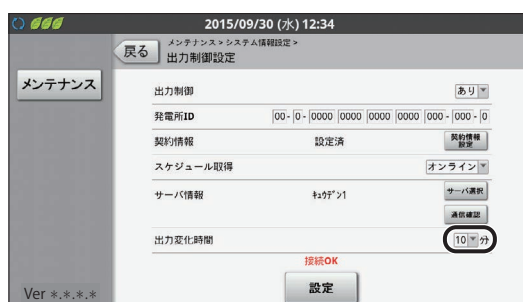 2015/09/30 (水) 12:34
戻る
メンテナンス > システム情報設定 >
出力制御設定
メンテナンス
出力制御 あり
発電所ID 00 - 0 - 0000 0000 0000 0000 000 - 000 - 0
契約情報 設定済 契約情報
設定
スケジュール取得 オンライン
サーバ情報 ｷｭｳﾃﾞﾝ1 サーバ選択
通信確認
出力変化時間 10 分
接続OK
設定
Ver *.*.*.*